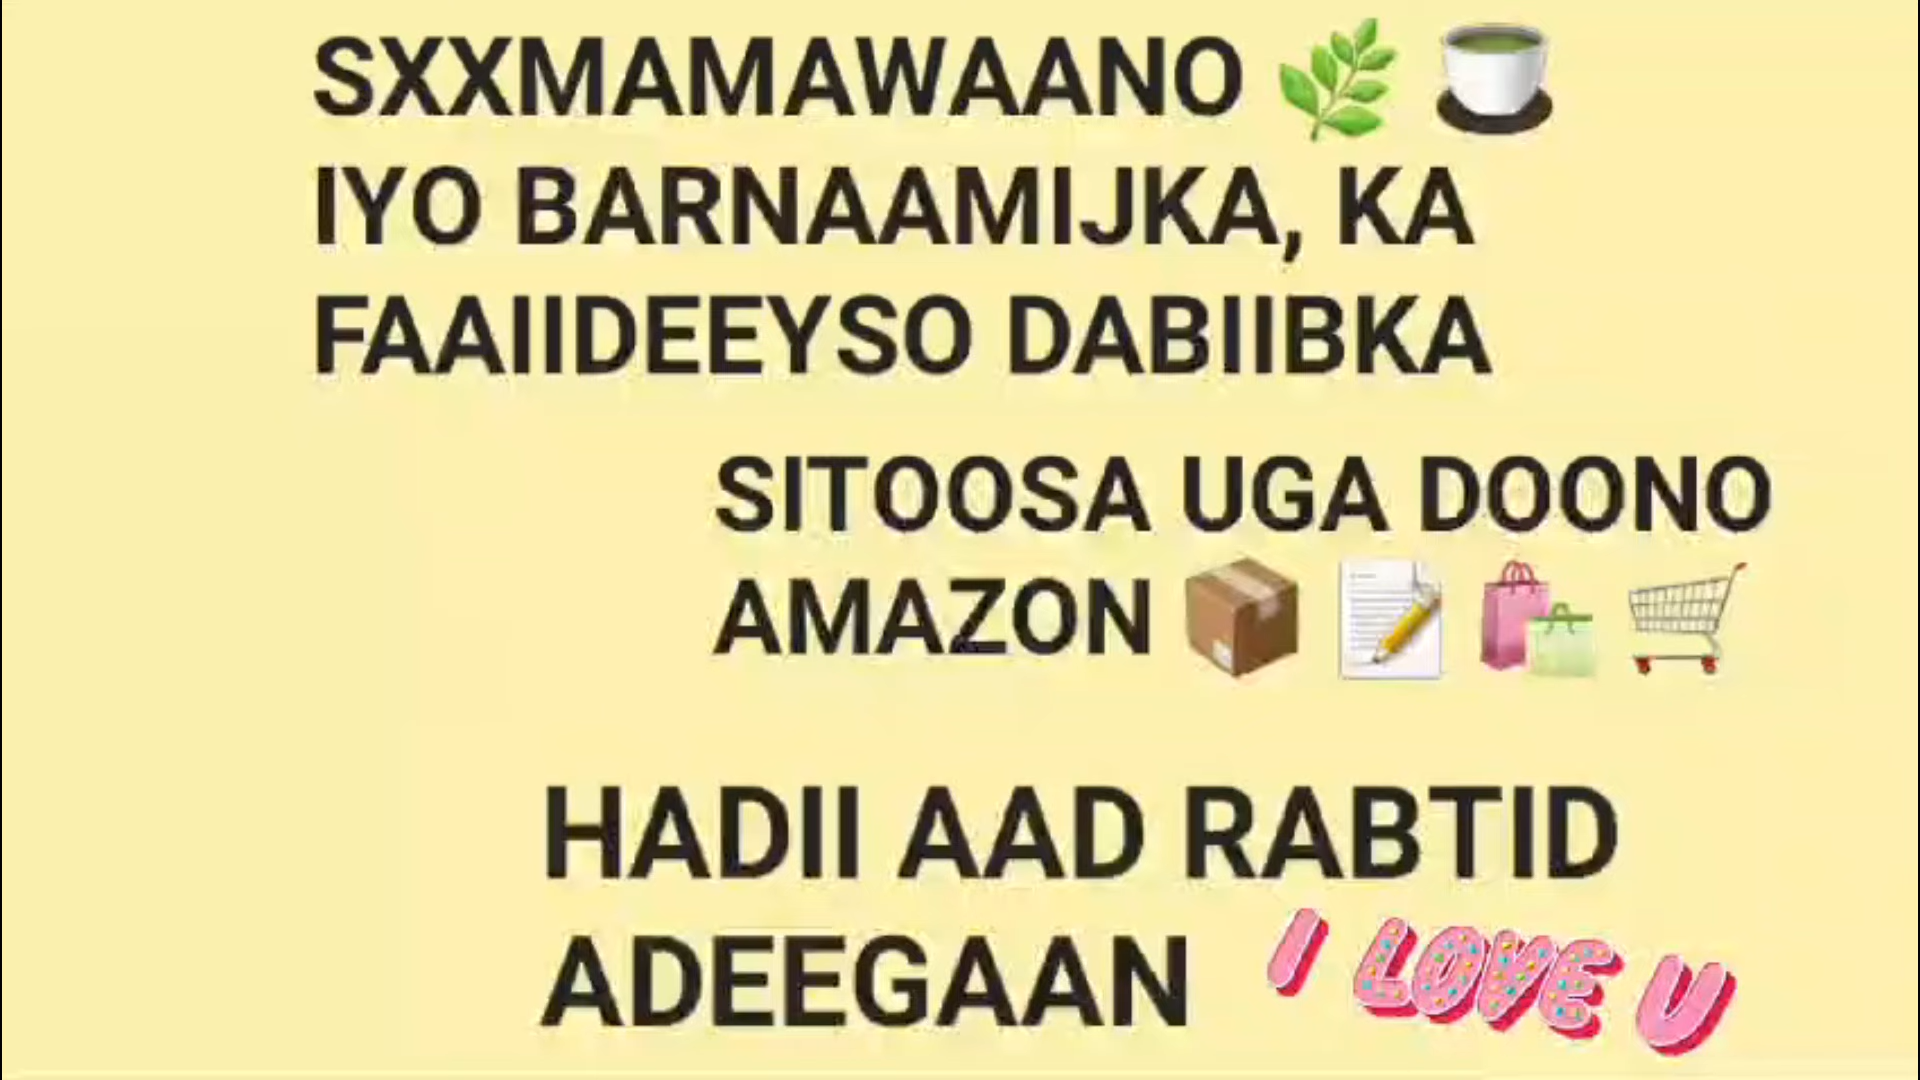 SXXMAMAWAANO 🌿 🍵
IYO BARNAAMIJKA, KA
FAAIIDEEYSO DABIIBKA
SITOOSA UGA DOONO
AMAZON 📦 📝 🛍️ 🛒
HADII AAD RABTID
ADEEGAAN I LOVE U